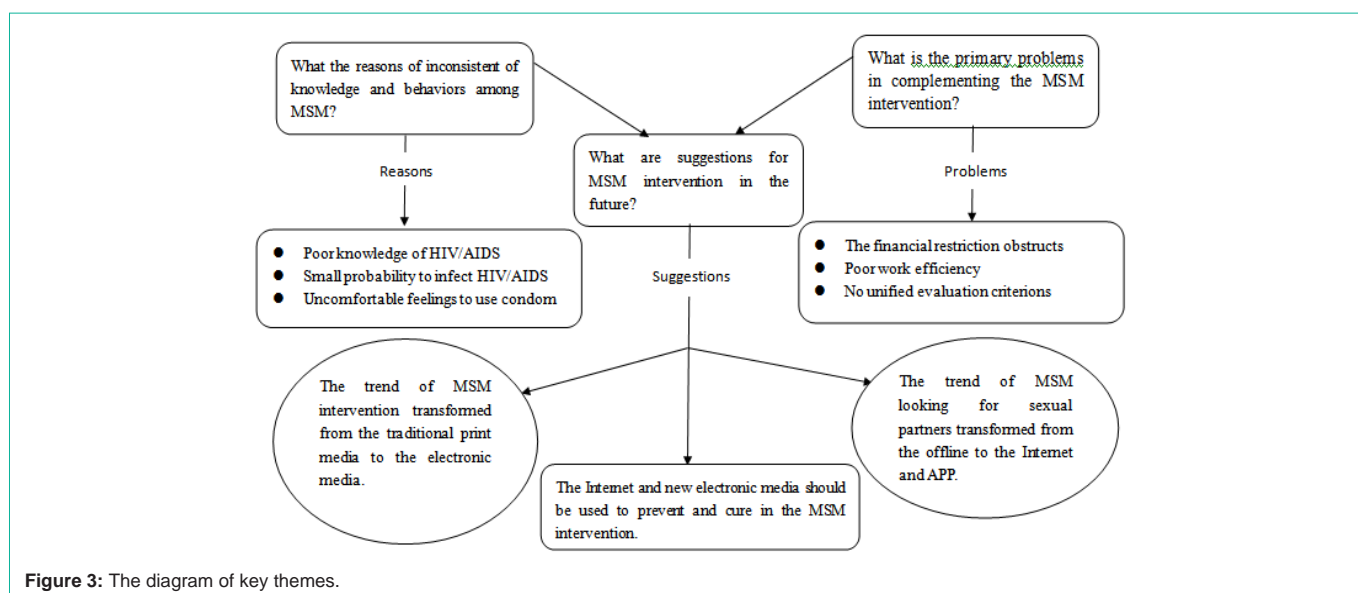 What the reasons of inconsistent of
knowledge and behaviors among
MSM?
What is the primary problems
in complementing the MSM
intervention?
What are suggestions for
MSM intervention in the
future?
Reasons
Problems
● Poor knowledge of HIV/AIDS
● Small probability to infect HIV/AIDS
● Uncomfortable feelings to use condom
Suggestions
● The financial restriction obstructs
● Poor work efficiency
● No unified evaluation criterions
The trend of MSM
intervention transformed
from the traditional print
media to the electronic
media.
The trend of MSM
looking for sexual
partners transformed from
the offline to the Internet
and APP.
The Internet and new electronic media should
be used to prevent and cure in the MSM
intervention.
Figure 3: The diagram of key themes.